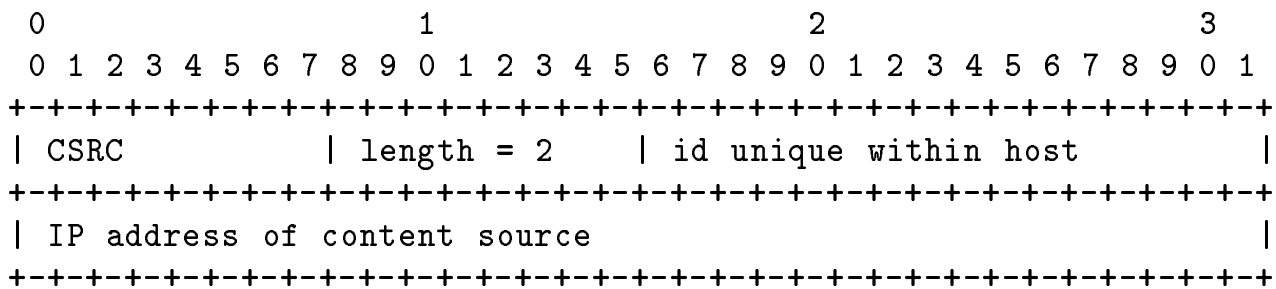 0                   1                   2                   3
 0 1 2 3 4 5 6 7 8 9 0 1 2 3 4 5 6 7 8 9 0 1 2 3 4 5 6 7 8 9 0 1
+-+-+-+-+-+-+-+-+-+-+-+-+-+-+-+-+-+-+-+-+-+-+-+-+-+-+-+-+-+-+-+-+
| CSRC          | length = 2    | id unique within host         |
+-+-+-+-+-+-+-+-+-+-+-+-+-+-+-+-+-+-+-+-+-+-+-+-+-+-+-+-+-+-+-+-+
| IP address of content source                                  |
+-+-+-+-+-+-+-+-+-+-+-+-+-+-+-+-+-+-+-+-+-+-+-+-+-+-+-+-+-+-+-+-+